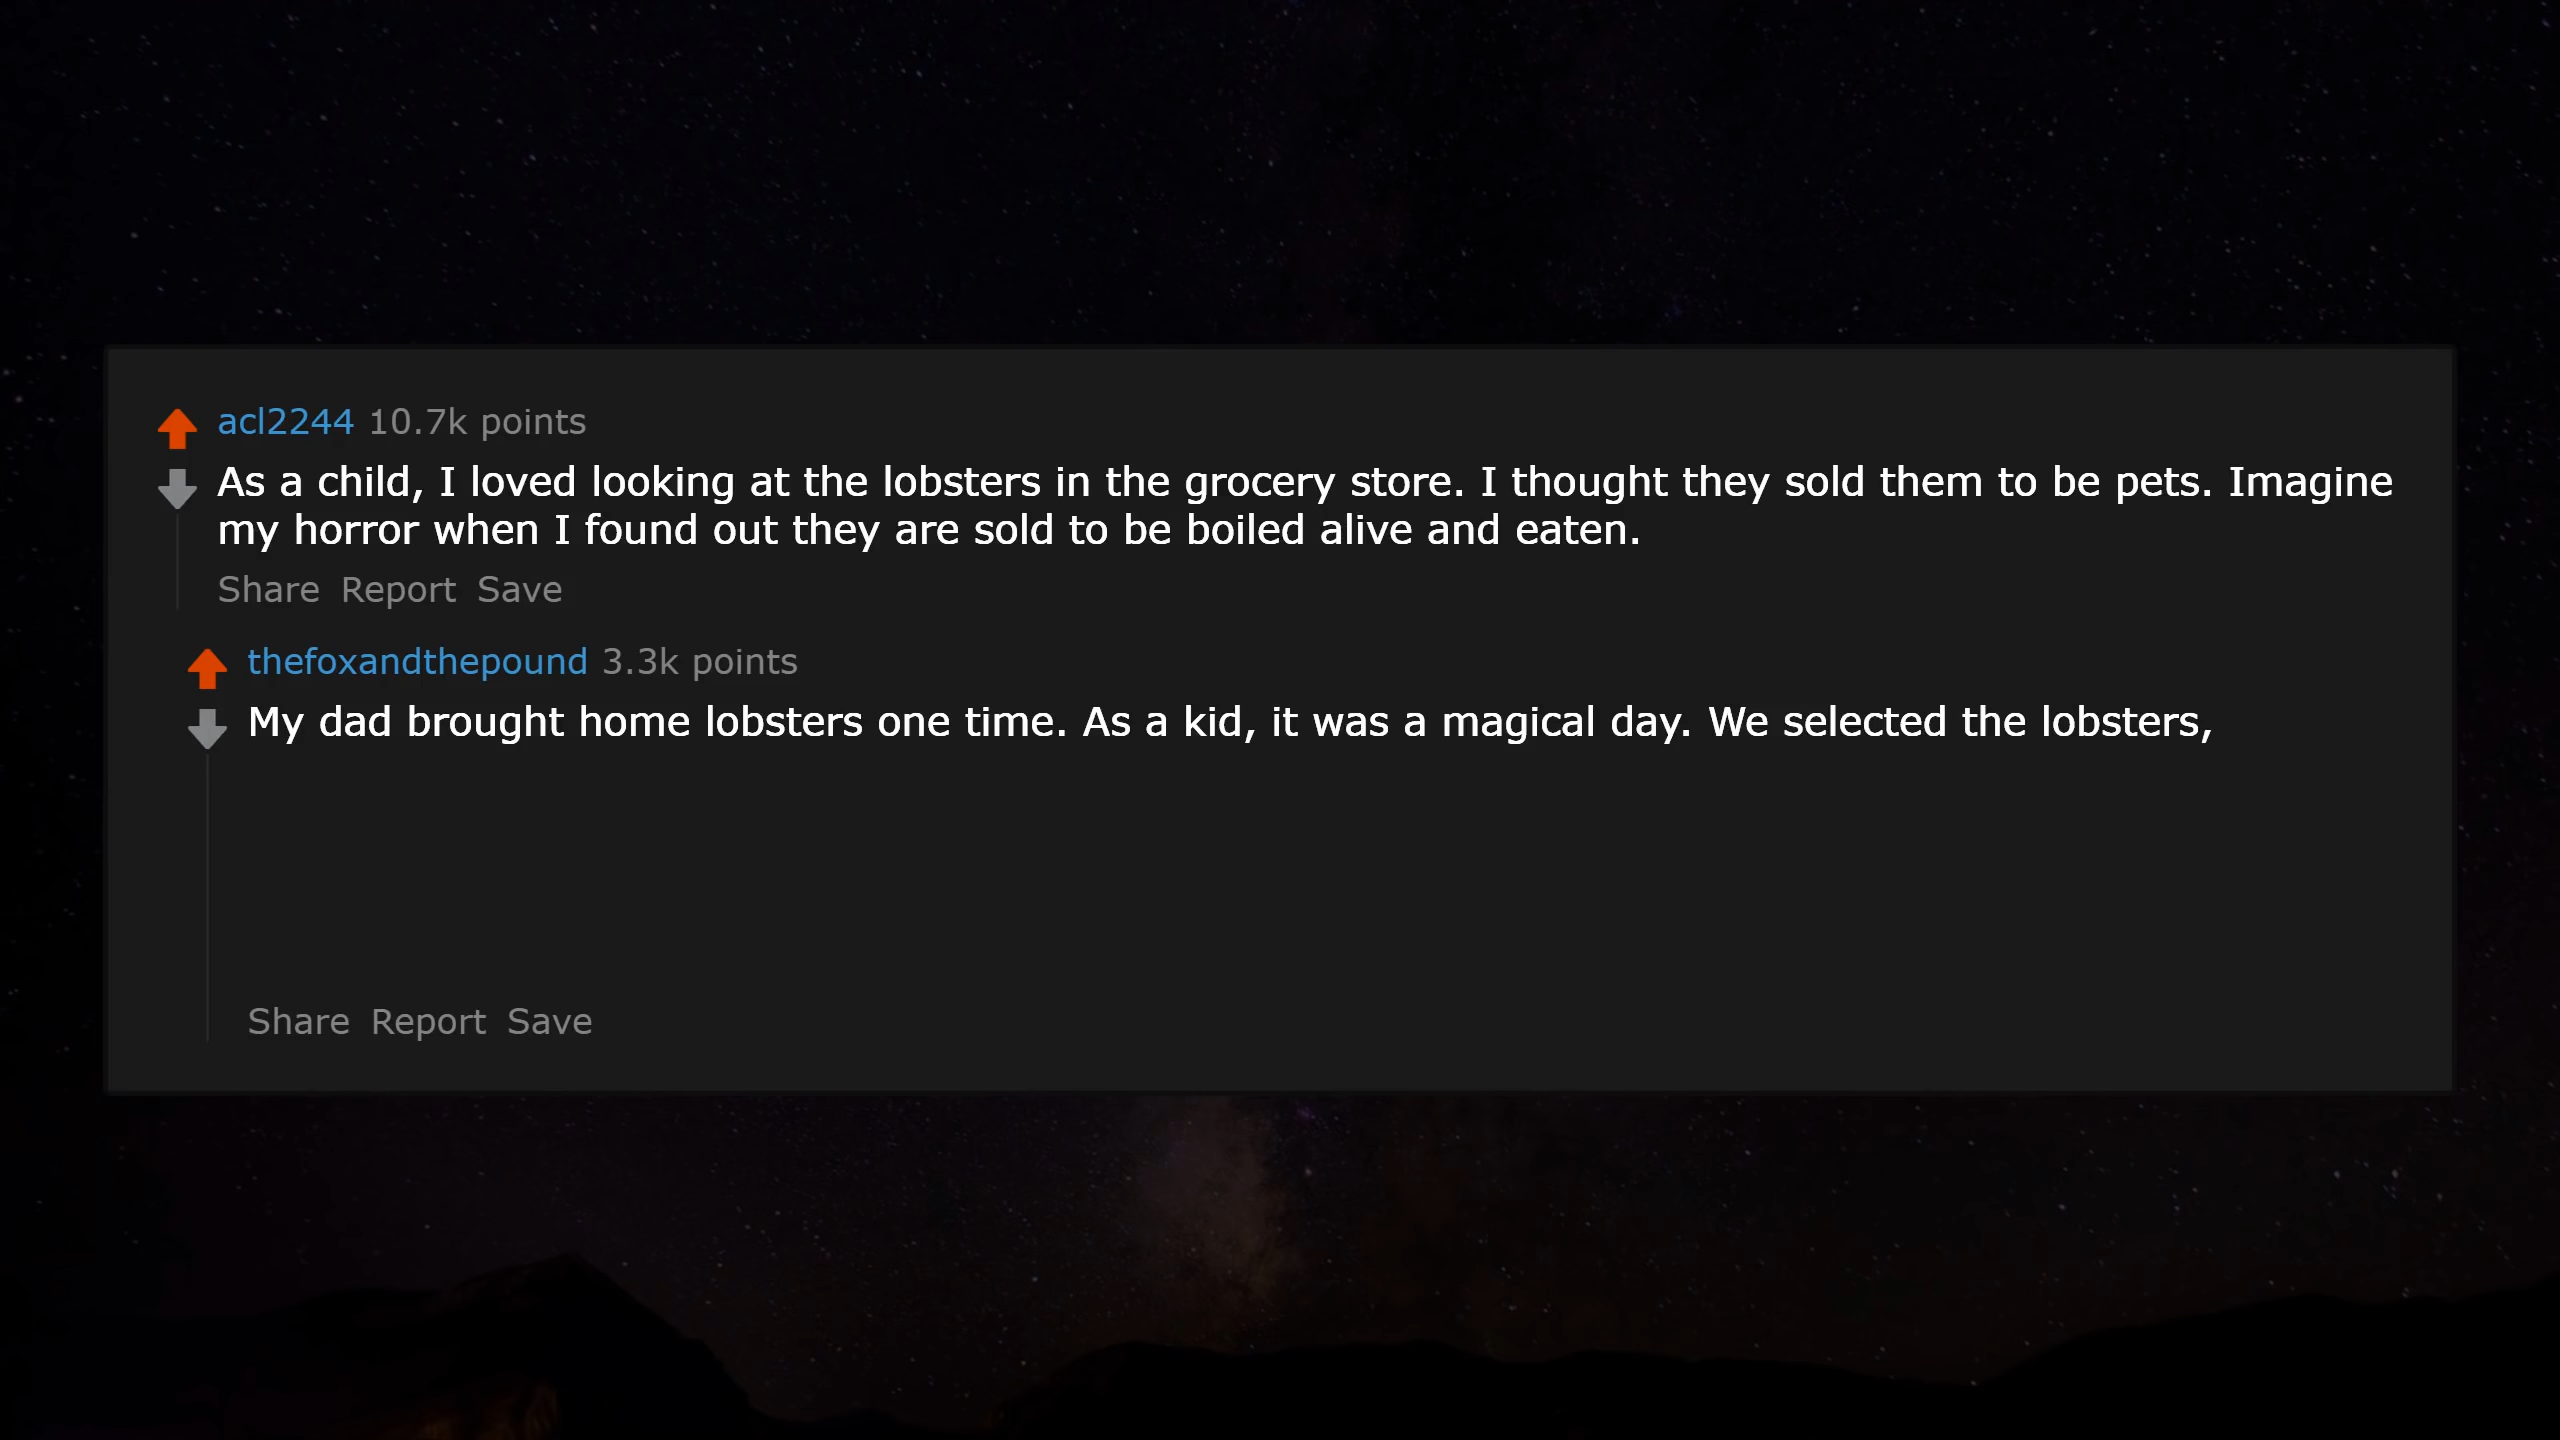 acl2244 10.7k points
As a child, I loved looking at the lobsters in the grocery store. I thought they sold them to be pets. Imagine
my horror when I found out they are sold to be boiled alive and eaten.
Share Report Save
thefoxandthepound 3.3k points
My dad brought home lobsters one time. As a kid, it was a magical day. We selected the lobsters,
Share Report Save